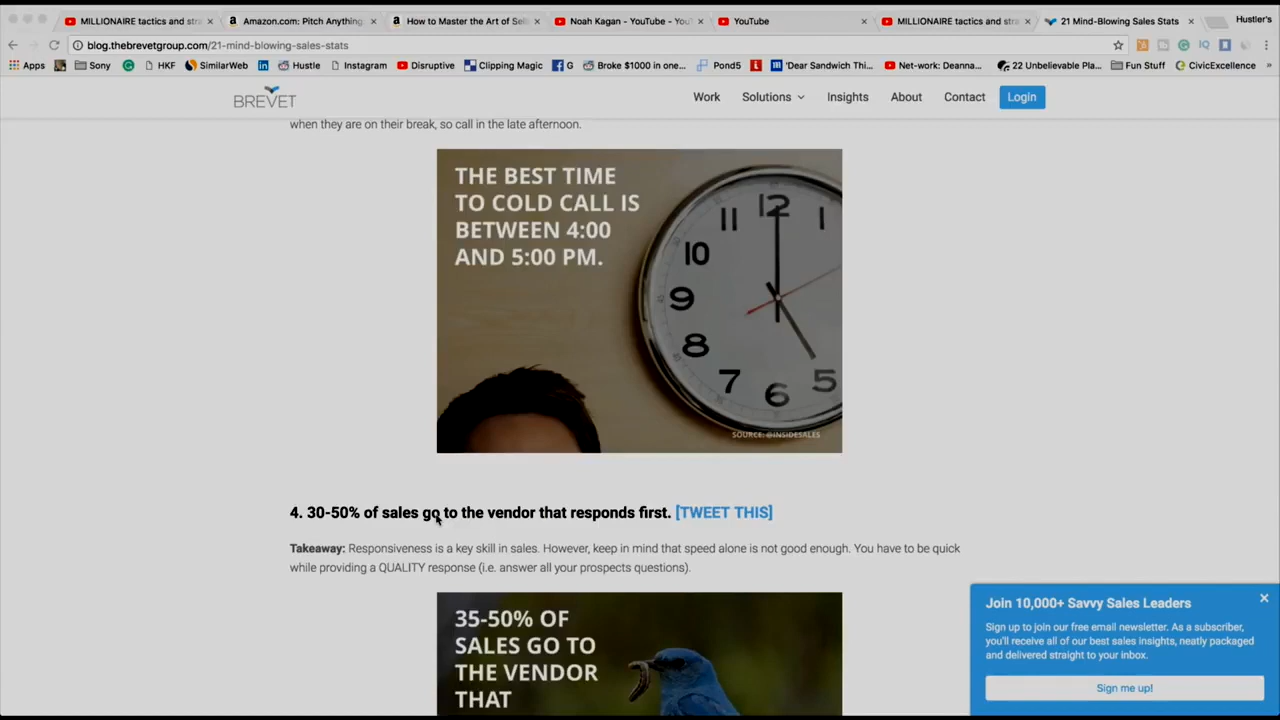 MILLIONAIRE tactics and stra
Amazon.com: Pitch Anything:
How to Master the Art of Sel
Noah Kagan - YouTube - You
YouTube
MILLIONAIRE tactics and stra
21 Mind-Blowing Sales Stats
Hustler's
blog.thebrevetgroup.com/21-mind-blowing-sales-stats
Apps
Sony
HKF
SimilarWeb
Hustle
Instagram
Disruptive
Clipping Magic
G
Broke $1000 in one...
Pond5
'Dear Sandwich Thi...
Net-work: Deanna...
22 Unbelievable Pla...
Fun Stuff
CivicExcellence
BREVET
Work
Solutions
Insights
About
Contact
Login
when they are on their break, so call in the late afternoon.
THE BEST TIME
TO COLD CALL IS
BETWEEN 4:00
AND 5:00 PM.
11 12 1
10
9
8
7 6 5
SOURCE: @INSIDESALES
4. 30-50% of sales go to the vendor that responds first. [TWEET THIS]
Takeaway: Responsiveness is a key skill in sales. However, keep in mind that speed alone is not good enough. You have to be quick
while providing a QUALITY response (i.e. answer all your prospects questions).
35-50% OF
SALES GO TO
THE VENDOR
THAT
Join 10,000+ Savvy Sales Leaders
Sign up to join our free email newsletter. As a subscriber,
you'll receive all of our best sales insights, neatly packaged
and delivered straight to your inbox.
Sign me up!